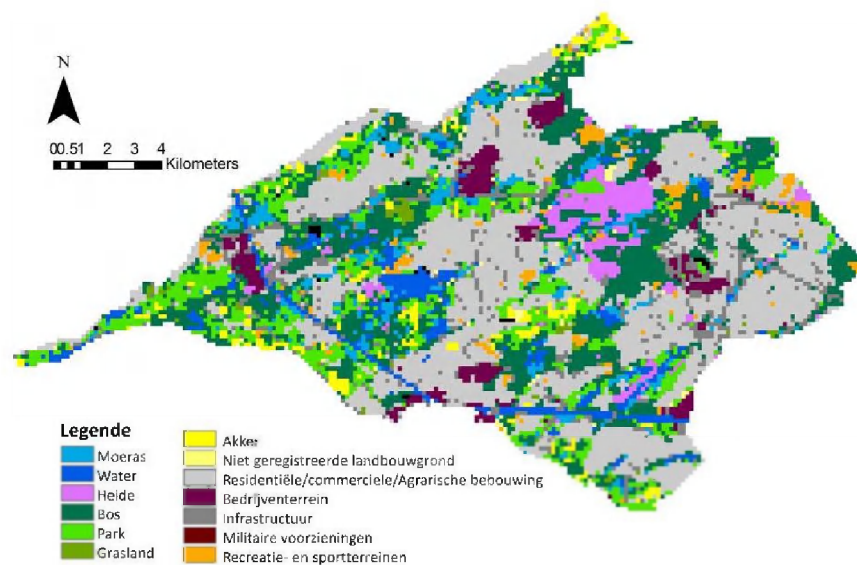 N
00.51 2 3 4
Kilometers
Legende
Moeras
Water
Heide
Bos
Park
Grasland
Akker
Niet geregistreerde landbouwgrond
Residentiële/commerciele/Agrarische bebouwing
Bedrijventerrein
Infrastructuur
Militaire voorzieningen
Recreatie- en sportterreinen